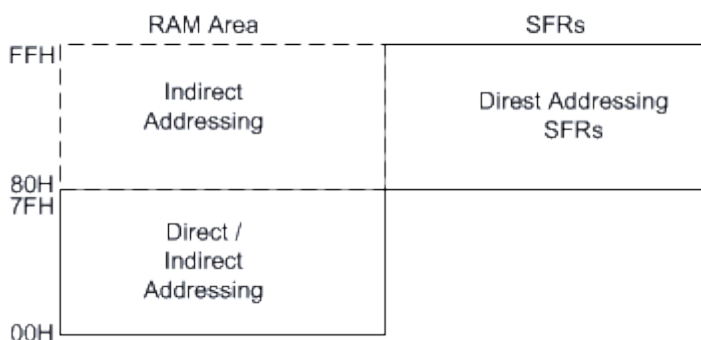 RAM Area
SFRs
FFH
Indirect
Addressing
Direst Addressing
SFRs
80H
7FH
Direct /
Indirect
Addressing
00H